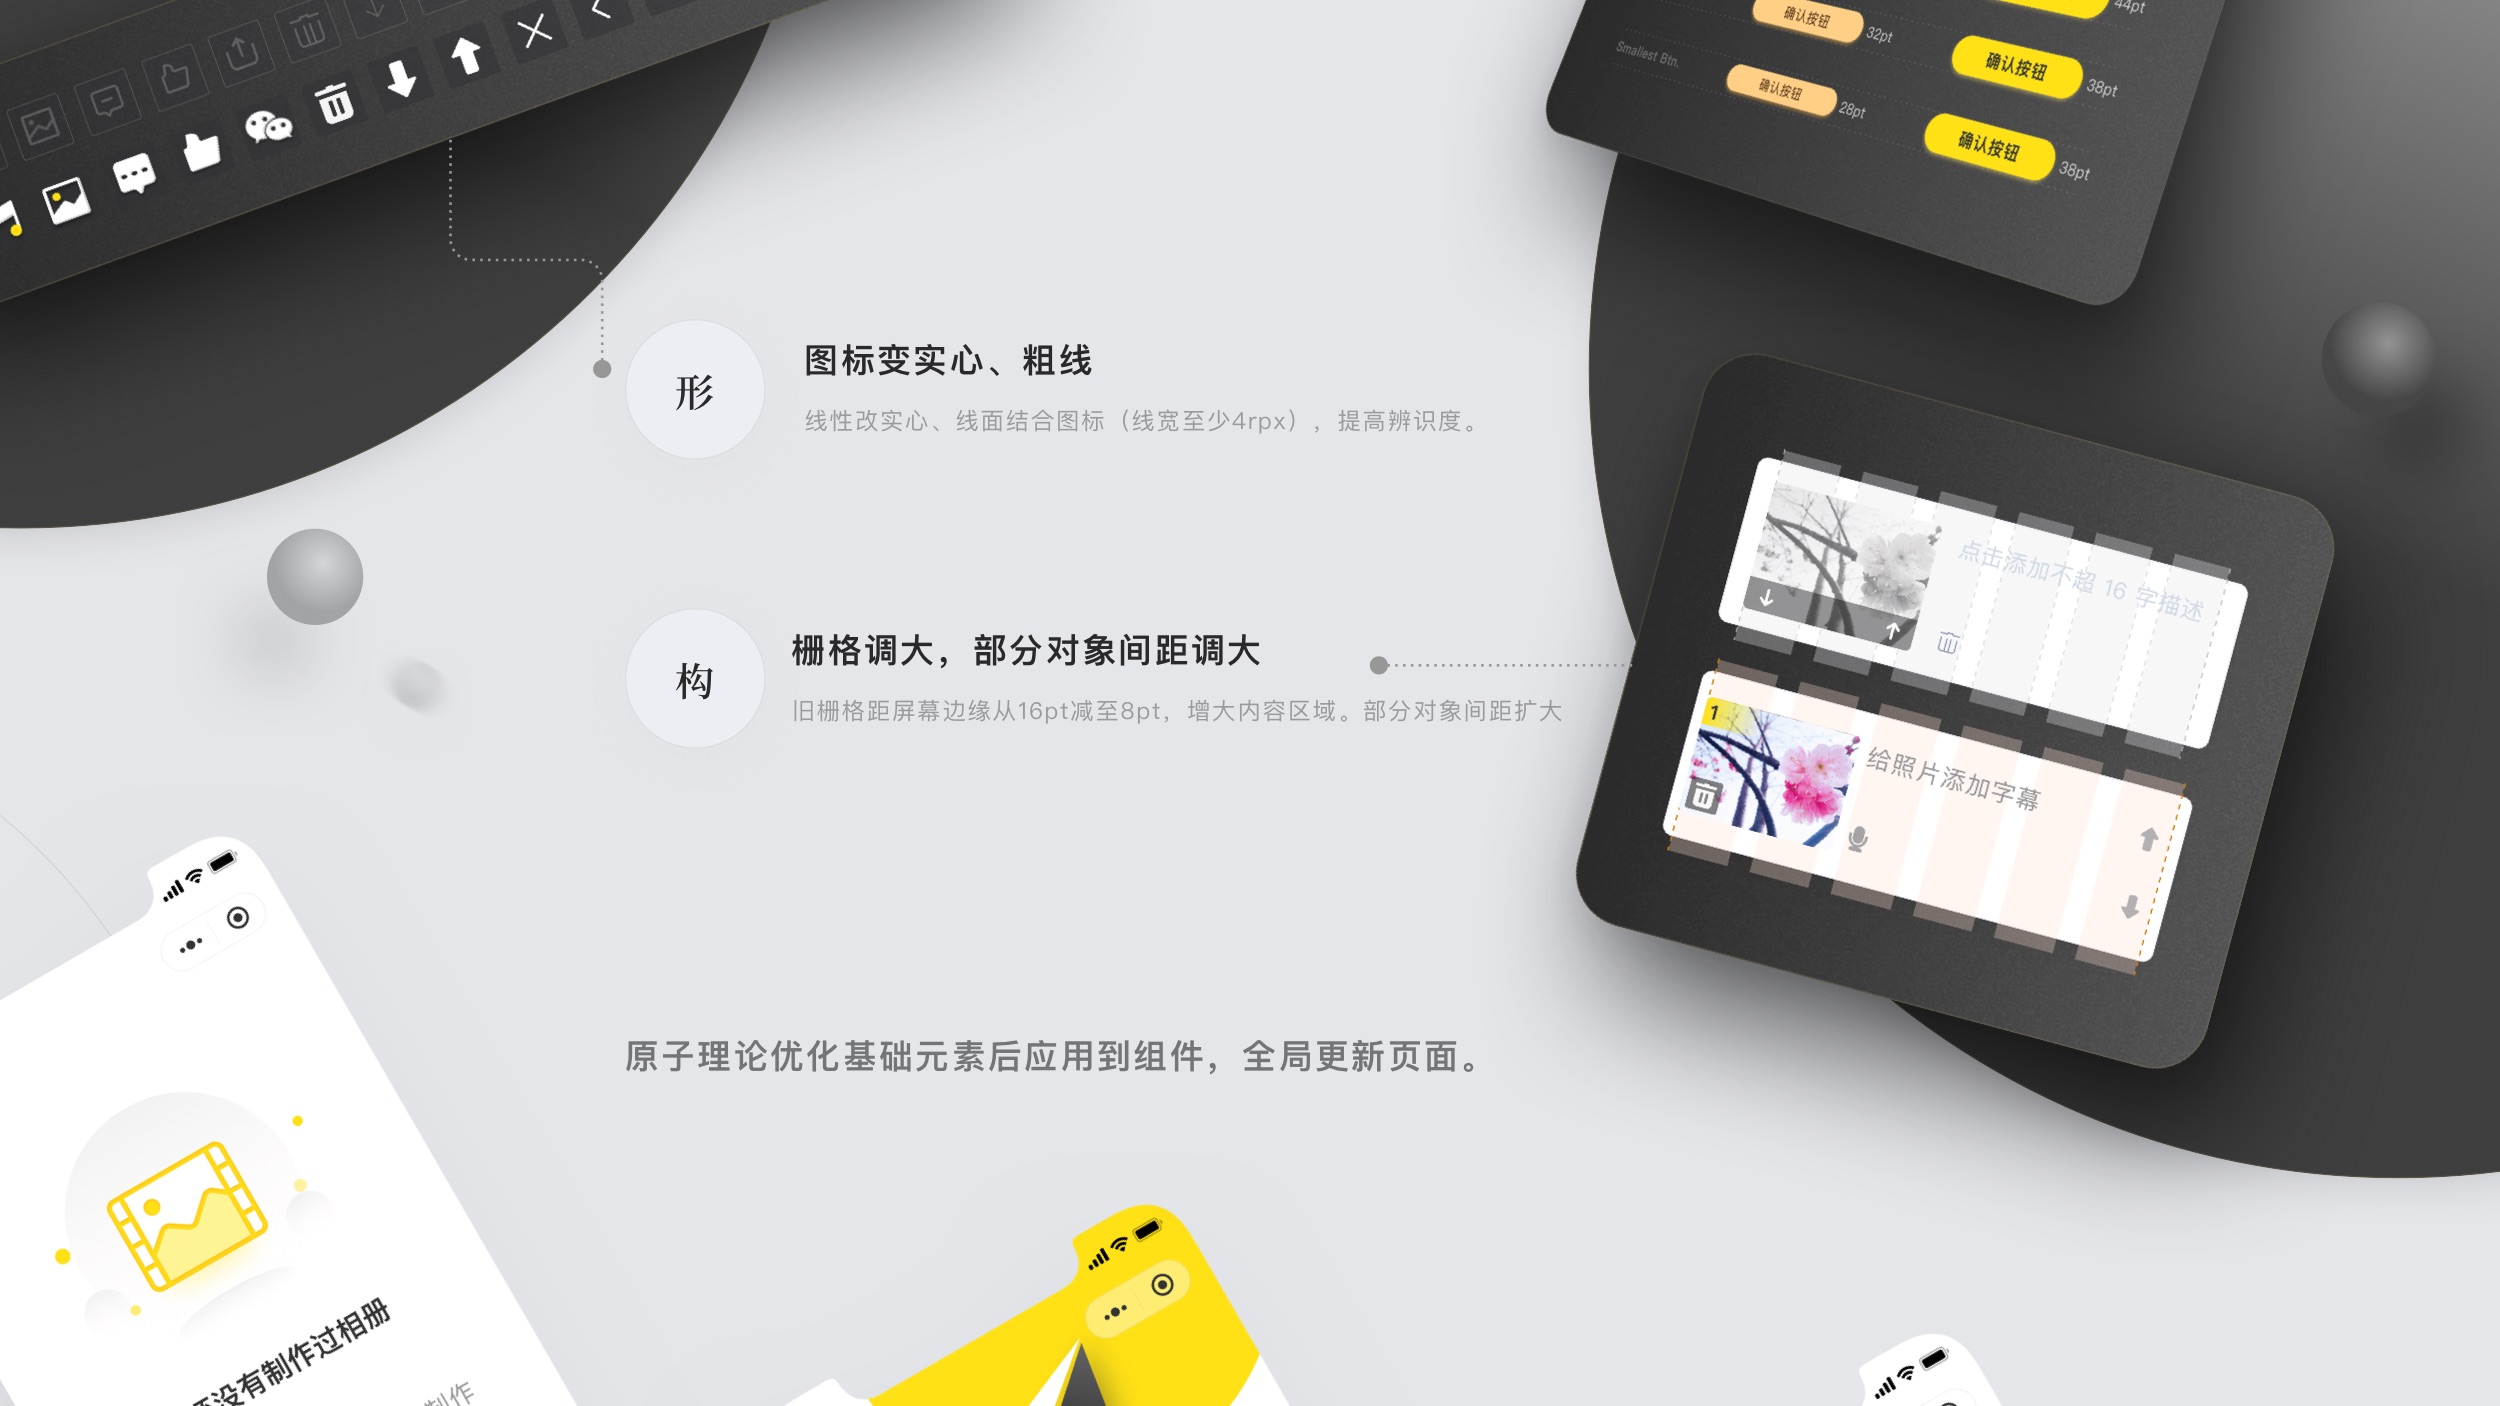 44pt
确认按钮 32pt
确认按钮 38pt
Smallest Btn.
确认按钮 28pt
确认按钮 38pt
形
图标变实心、粗线
线性改实心、线面结合图标（线宽至少4rpx），提高辨识度。
构
栅格调大，部分对象间距调大
旧栅格距屏幕边缘从16pt减至8pt，增大内容区域。部分对象间距扩大
点击添加不超 16 字描述
1
给照片添加字幕
原子理论优化基础元素后应用到组件，全局更新页面。
还没有制作过相册
制作